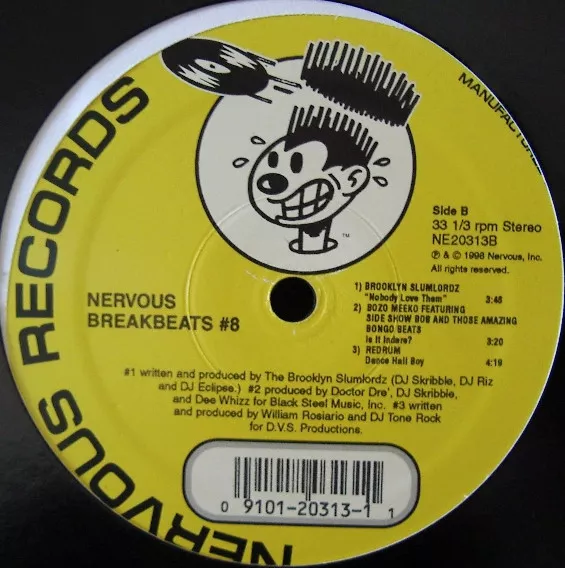 NERVOUS RECORDS
MANUFACTURE
™
Side B
33 1/3 rpm Stereo
NE20313B
℗ & © 1996 Nervous, Inc.
All rights reserved.
NERVOUS
BREAKBEATS #8
1) BROOKLYN SLUMLORDZ
"Nobody Love Them" 3:48
2) BOZO MEEKO FEATURING
SIDE SHOW BOB AND THOSE AMAZING
BONGO BEATS
Is It Indere? 3:20
3) REDRUM
Dance Hall Boy 4:19
#1 written and produced by The Brooklyn Slumlordz (DJ Skribble, DJ Riz
and DJ Eclipse.) #2 produced by Doctor Dre', DJ Skribble,
and Dee Whizz for Black Steel Music, Inc. #3 written
and produced by William Rosiario and DJ Tone Rock
for D.V.S. Productions.
0 9101-20313-1 1